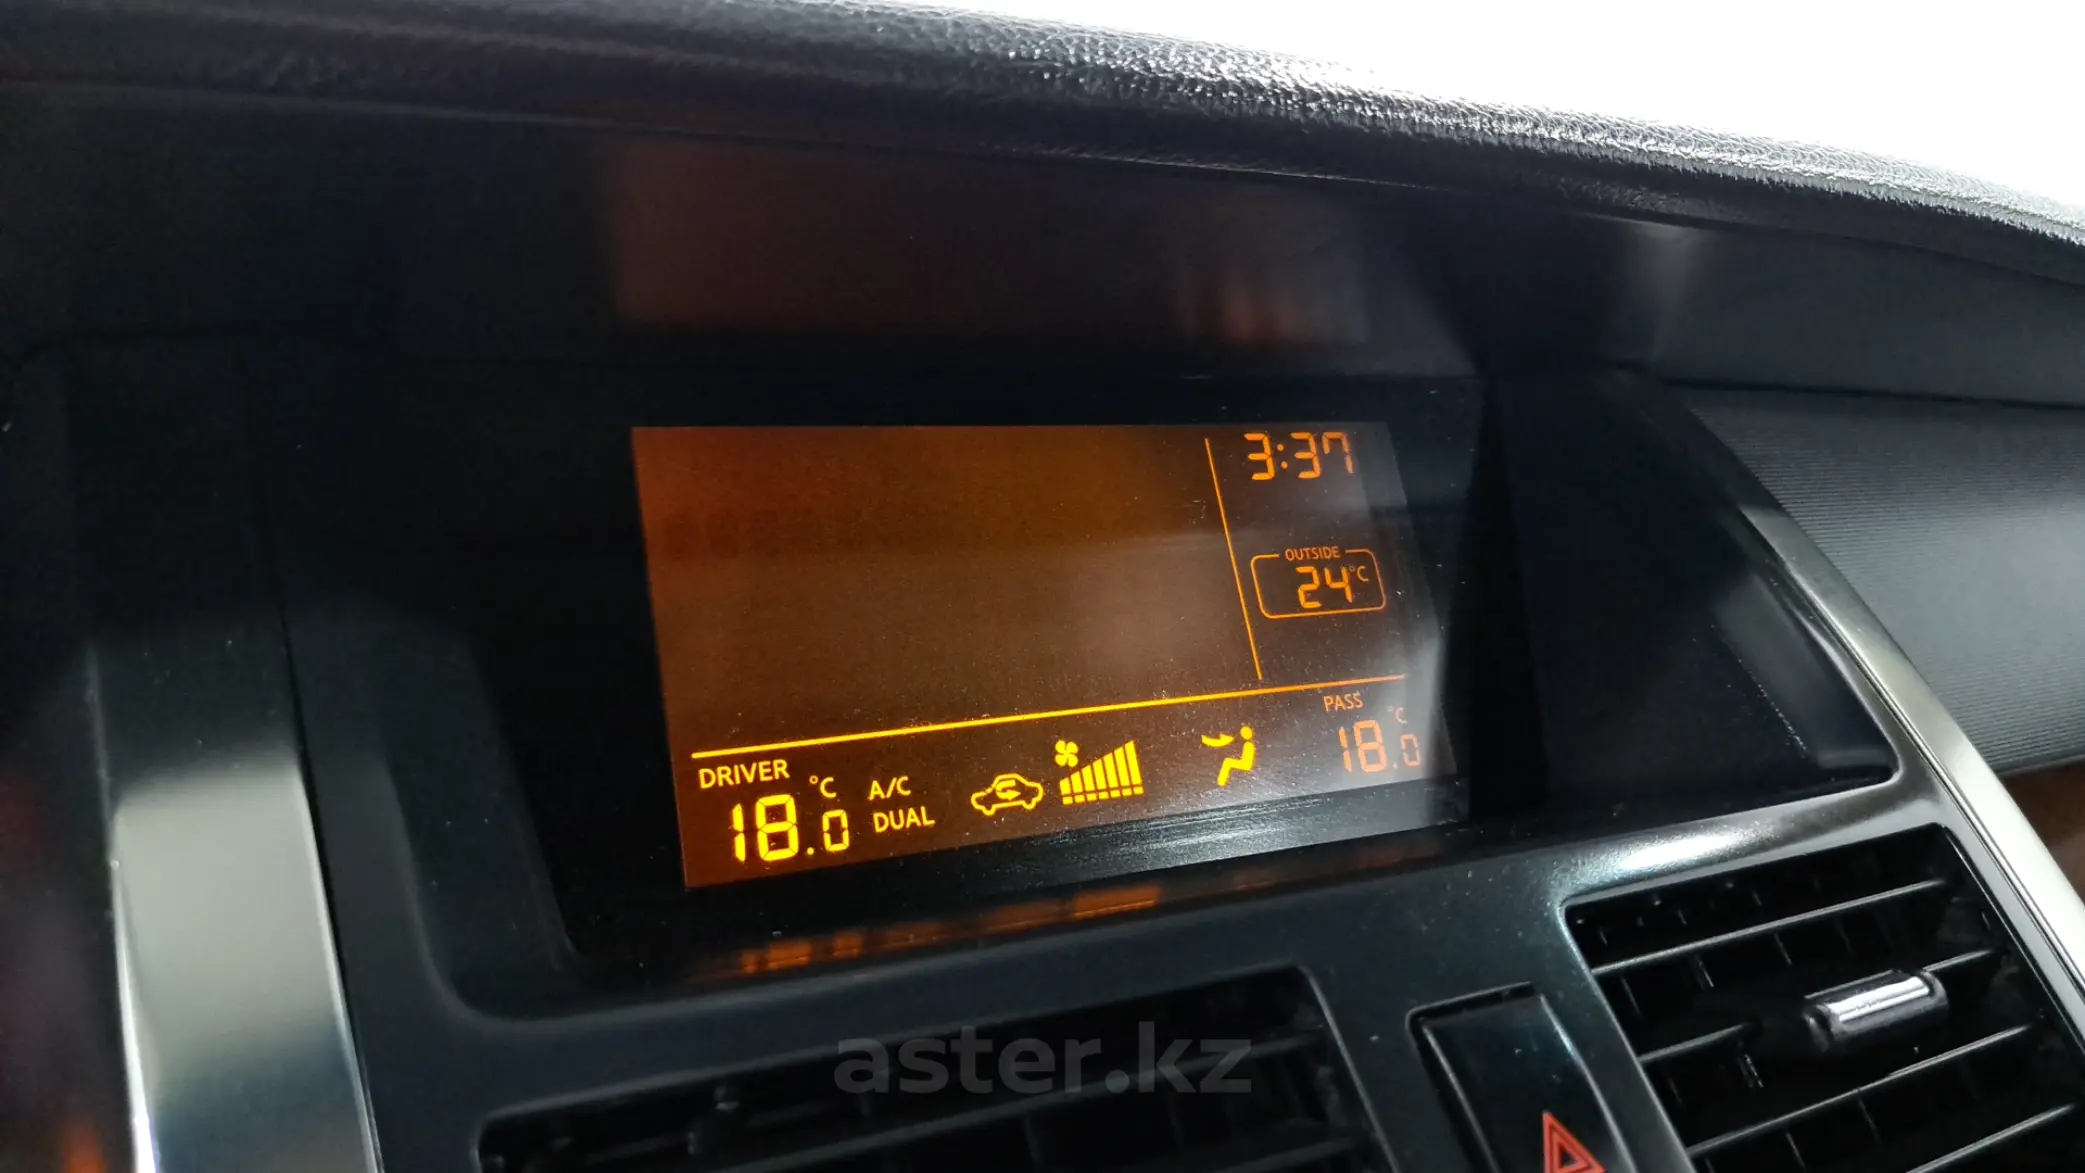 3:37
OUTSIDE
24°C
DRIVER
18.0 °C
A/C
DUAL
PASS
18.0 °C
aster.kz